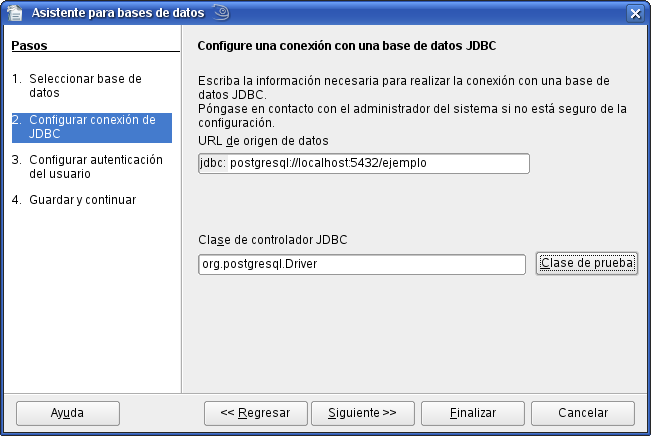 Asistente para bases de datos
Pasos
1. Seleccionar base de
datos
2. Configurar conexión de
JDBC
3. Configurar autenticación
del usuario
4. Guardar y continuar
Configure una conexión con una base de datos JDBC
Escriba la información necesaria para realizar la conexión con una base de
datos JDBC.
Póngase en contacto con el administrador del sistema si no está seguro de la
configuración.
URL de origen de datos
jdbc: postgresql://localhost:5432/ejemplo
Clase de controlador JDBC
org.postgresql.Driver
Clase de prueba
Ayuda
<< Regresar
Siguiente >>
Finalizar
Cancelar